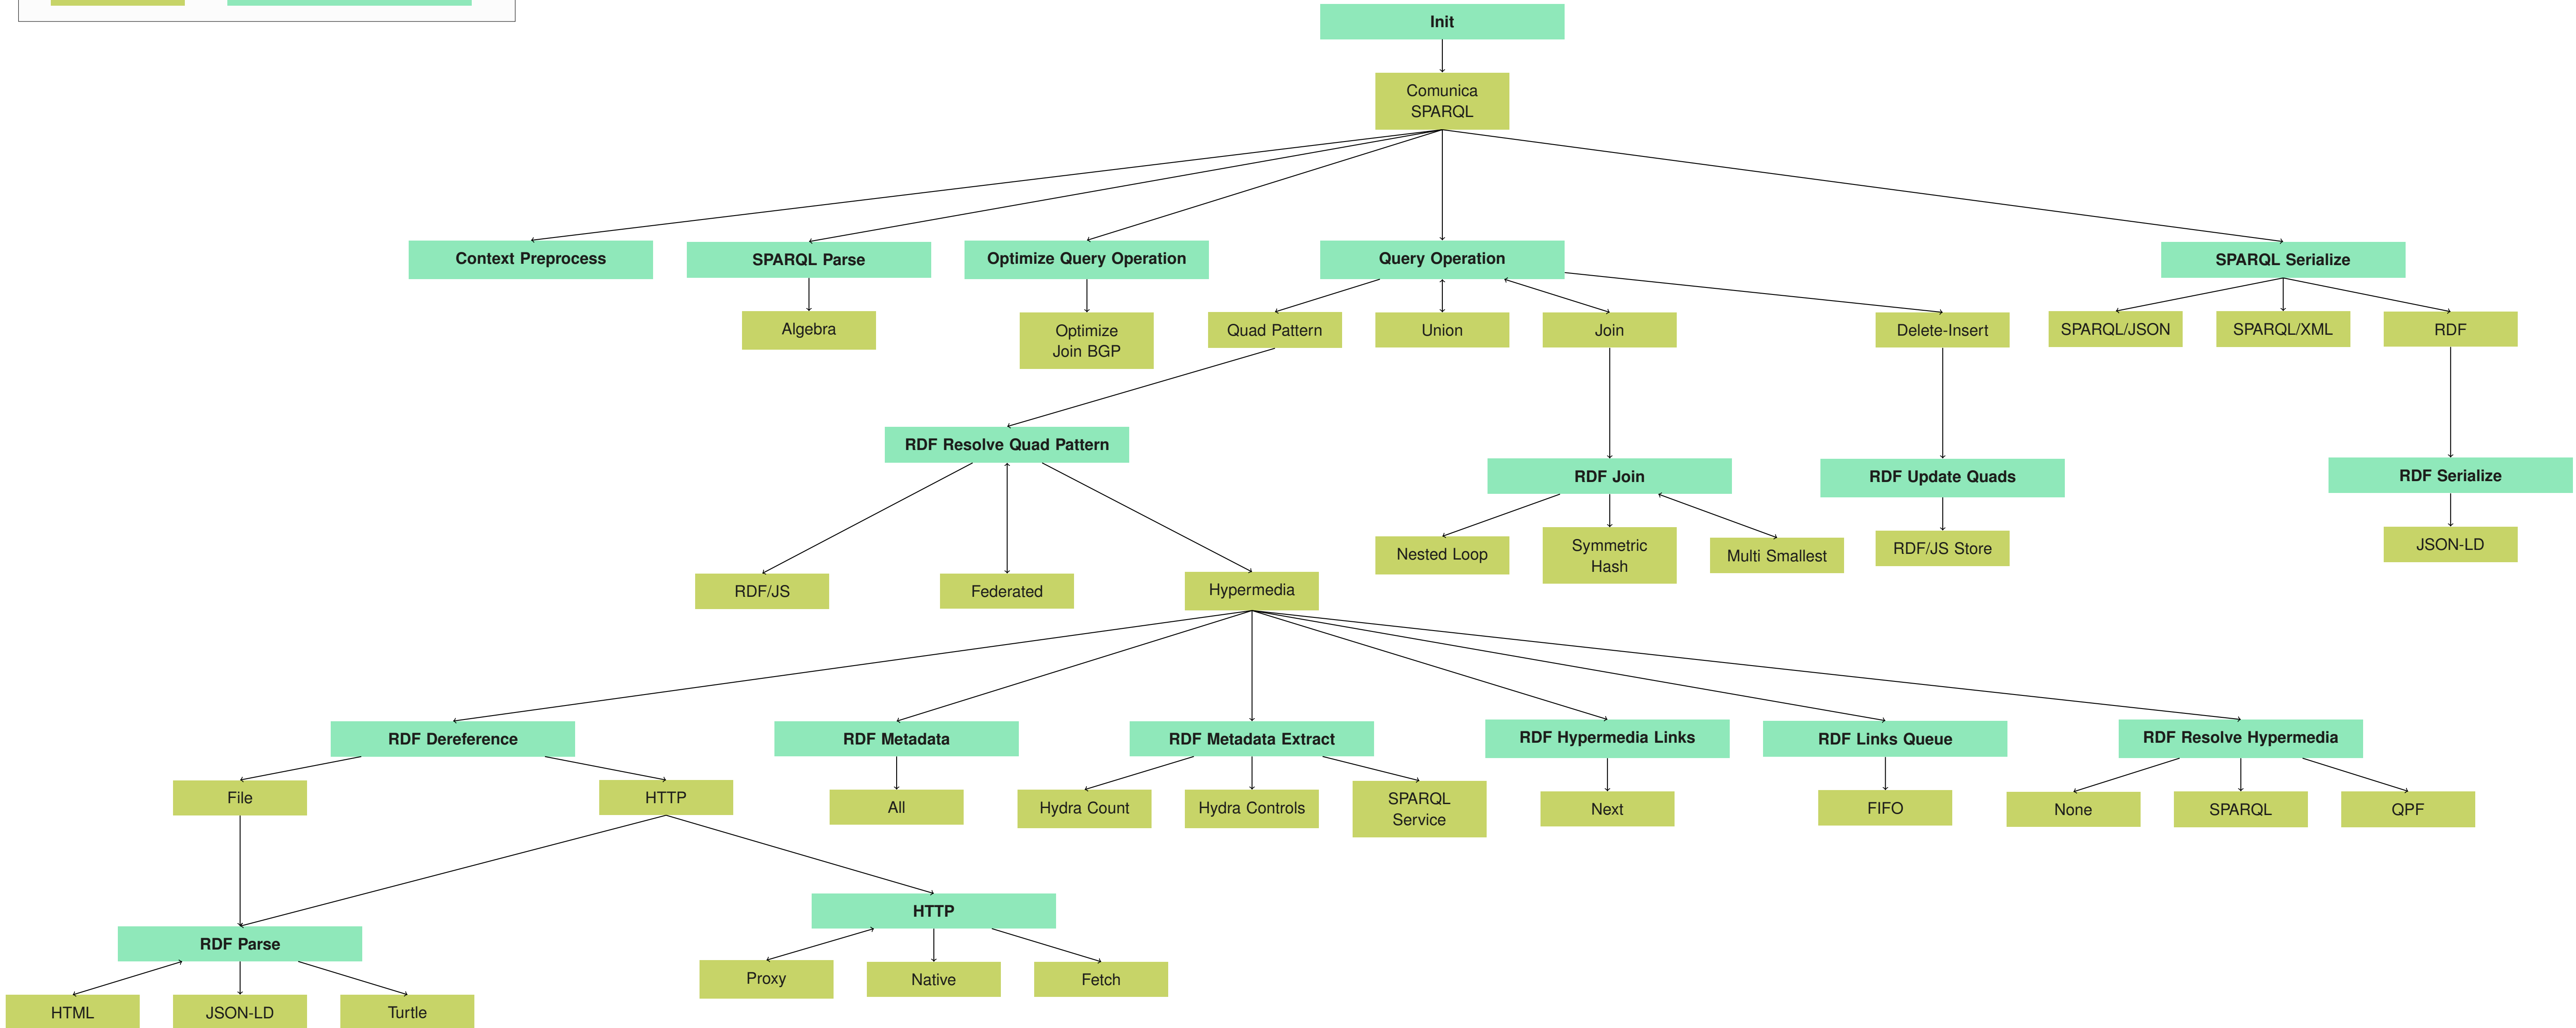 Init
Comunica
SPARQL
Context Preprocess
SPARQL Parse
Optimize Query Operation
Query Operation
SPARQL Serialize
Algebra
Optimize
Join BGP
Quad Pattern
Union
Join
Delete-Insert
SPARQL/JSON
SPARQL/XML
RDF
RDF Resolve Quad Pattern
RDF Join
RDF Update Quads
RDF Serialize
Nested Loop
Symmetric
Hash
Multi Smallest
RDF/JS Store
JSON-LD
RDF/JS
Federated
Hypermedia
RDF Dereference
RDF Metadata
RDF Metadata Extract
RDF Hypermedia Links
RDF Links Queue
RDF Resolve Hypermedia
File
HTTP
All
Hydra Count
Hydra Controls
SPARQL
Service
Next
FIFO
None
SPARQL
QPF
HTTP
RDF Parse
Proxy
Native
Fetch
HTML
JSON-LD
Turtle